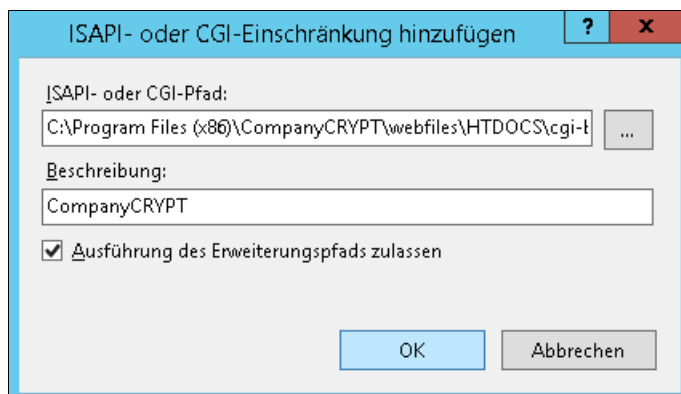 ISAPI- oder CGI-Einschränkung hinzufügen
?
x
ISAPI- oder CGI-Pfad:
C:\Program Files (x86)\CompanyCRYPT\webfiles\HTDOCS\cgi-
...
Beschreibung:
CompanyCRYPT
Ausführung des Erweiterungspfads zulassen
OK
Abbrechen